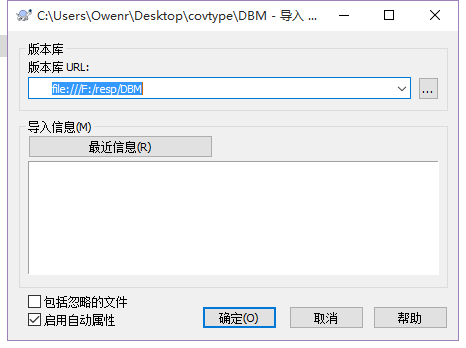 C:\Users\Owenr\Desktop\covtype\DBM - 导入
版本库
版本库 URL:
file:///F:/resp/DBM
...
导入信息(M)
最近信息(R)
包括忽略的文件
启用自动属性
确定(O)
取消
帮助